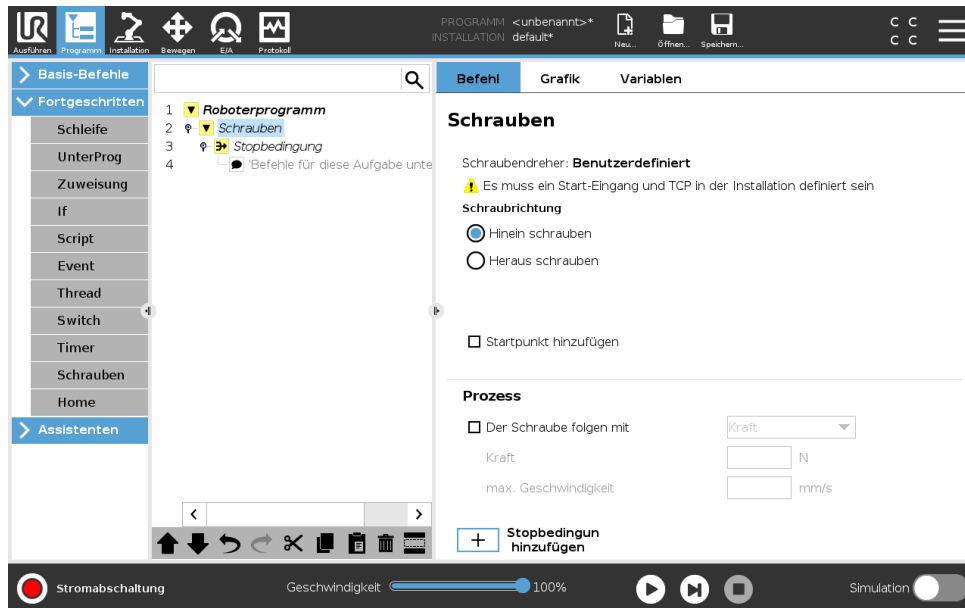 UR
Ausführen
Programm
Installation
Bewegen
E/A
Protokoll
PROGRAMM <unbenannt>*
INSTALLATION default*
Neu...
Öffnen...
Speichern...
C C
C C
Basis-Befehle
Fortgeschritten
Schleife
UnterProg
Zuweisung
If
Script
Event
Thread
Switch
Timer
Schrauben
Home
Assistenten
1 Roboterprogramm
2 Schrauben
3 Stopbedingung
4 'Befehle für diese Aufgabe unte
Befehl Grafik Variablen
Schrauben
Schraubendreher: Benutzerdefiniert
Es muss ein Start-Eingang und TCP in der Installation definiert sein
Schraubrichtung
Hinein schrauben
Heraus schrauben
Startpunkt hinzufügen
Prozess
Der Schraube folgen mit Kraft
Kraft N
max. Geschwindigkeit mm/s
+ Stopbedingun
hinzufügen
Stromabschaltung
Geschwindigkeit 100%
Simulation